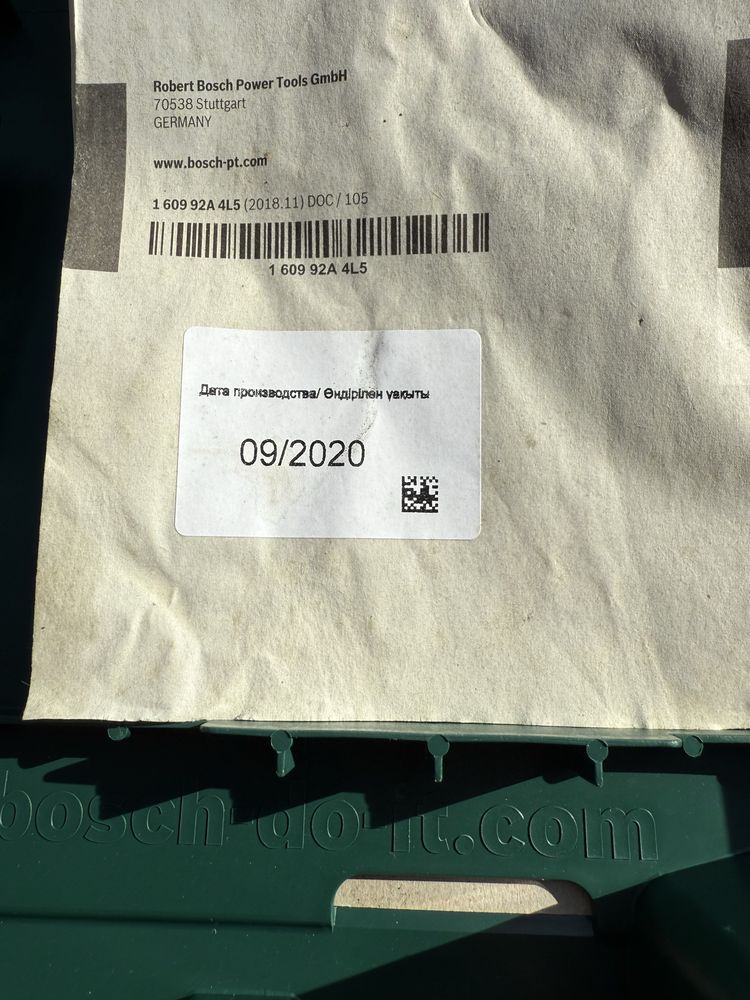 Robert Bosch Power Tools GmbH
70538 Stuttgart
GERMANY
www.bosch-pt.com
1 609 92A 4L5 (2018.11) DOC / 105
1 609 92A 4L5
Дата производства/ Өндірілген уақыты
09/2020
bosch-do-it.com